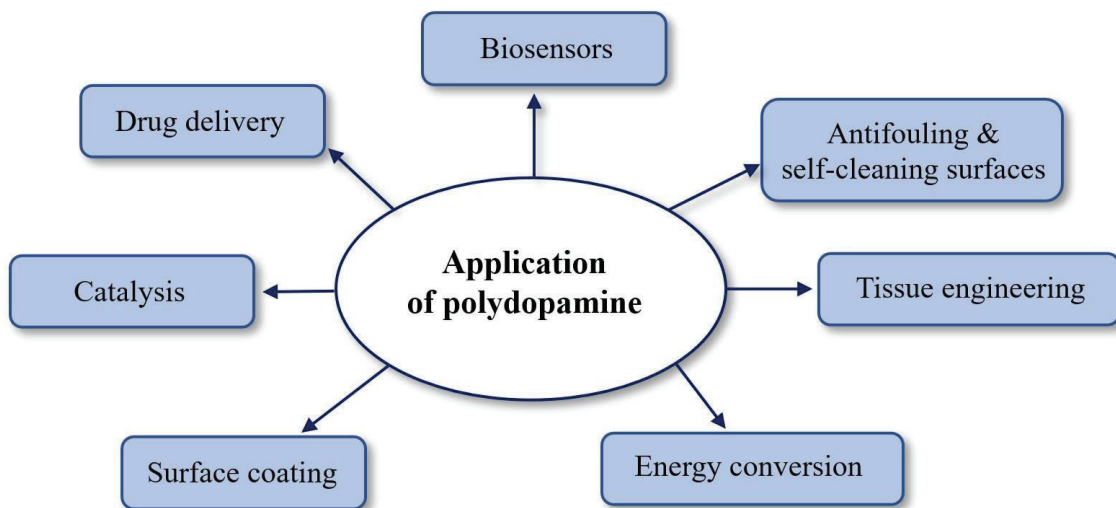 Biosensors
Drug delivery
Antifouling &
self-cleaning surfaces
Application
of polydopamine
Catalysis
Tissue engineering
Surface coating
Energy conversion